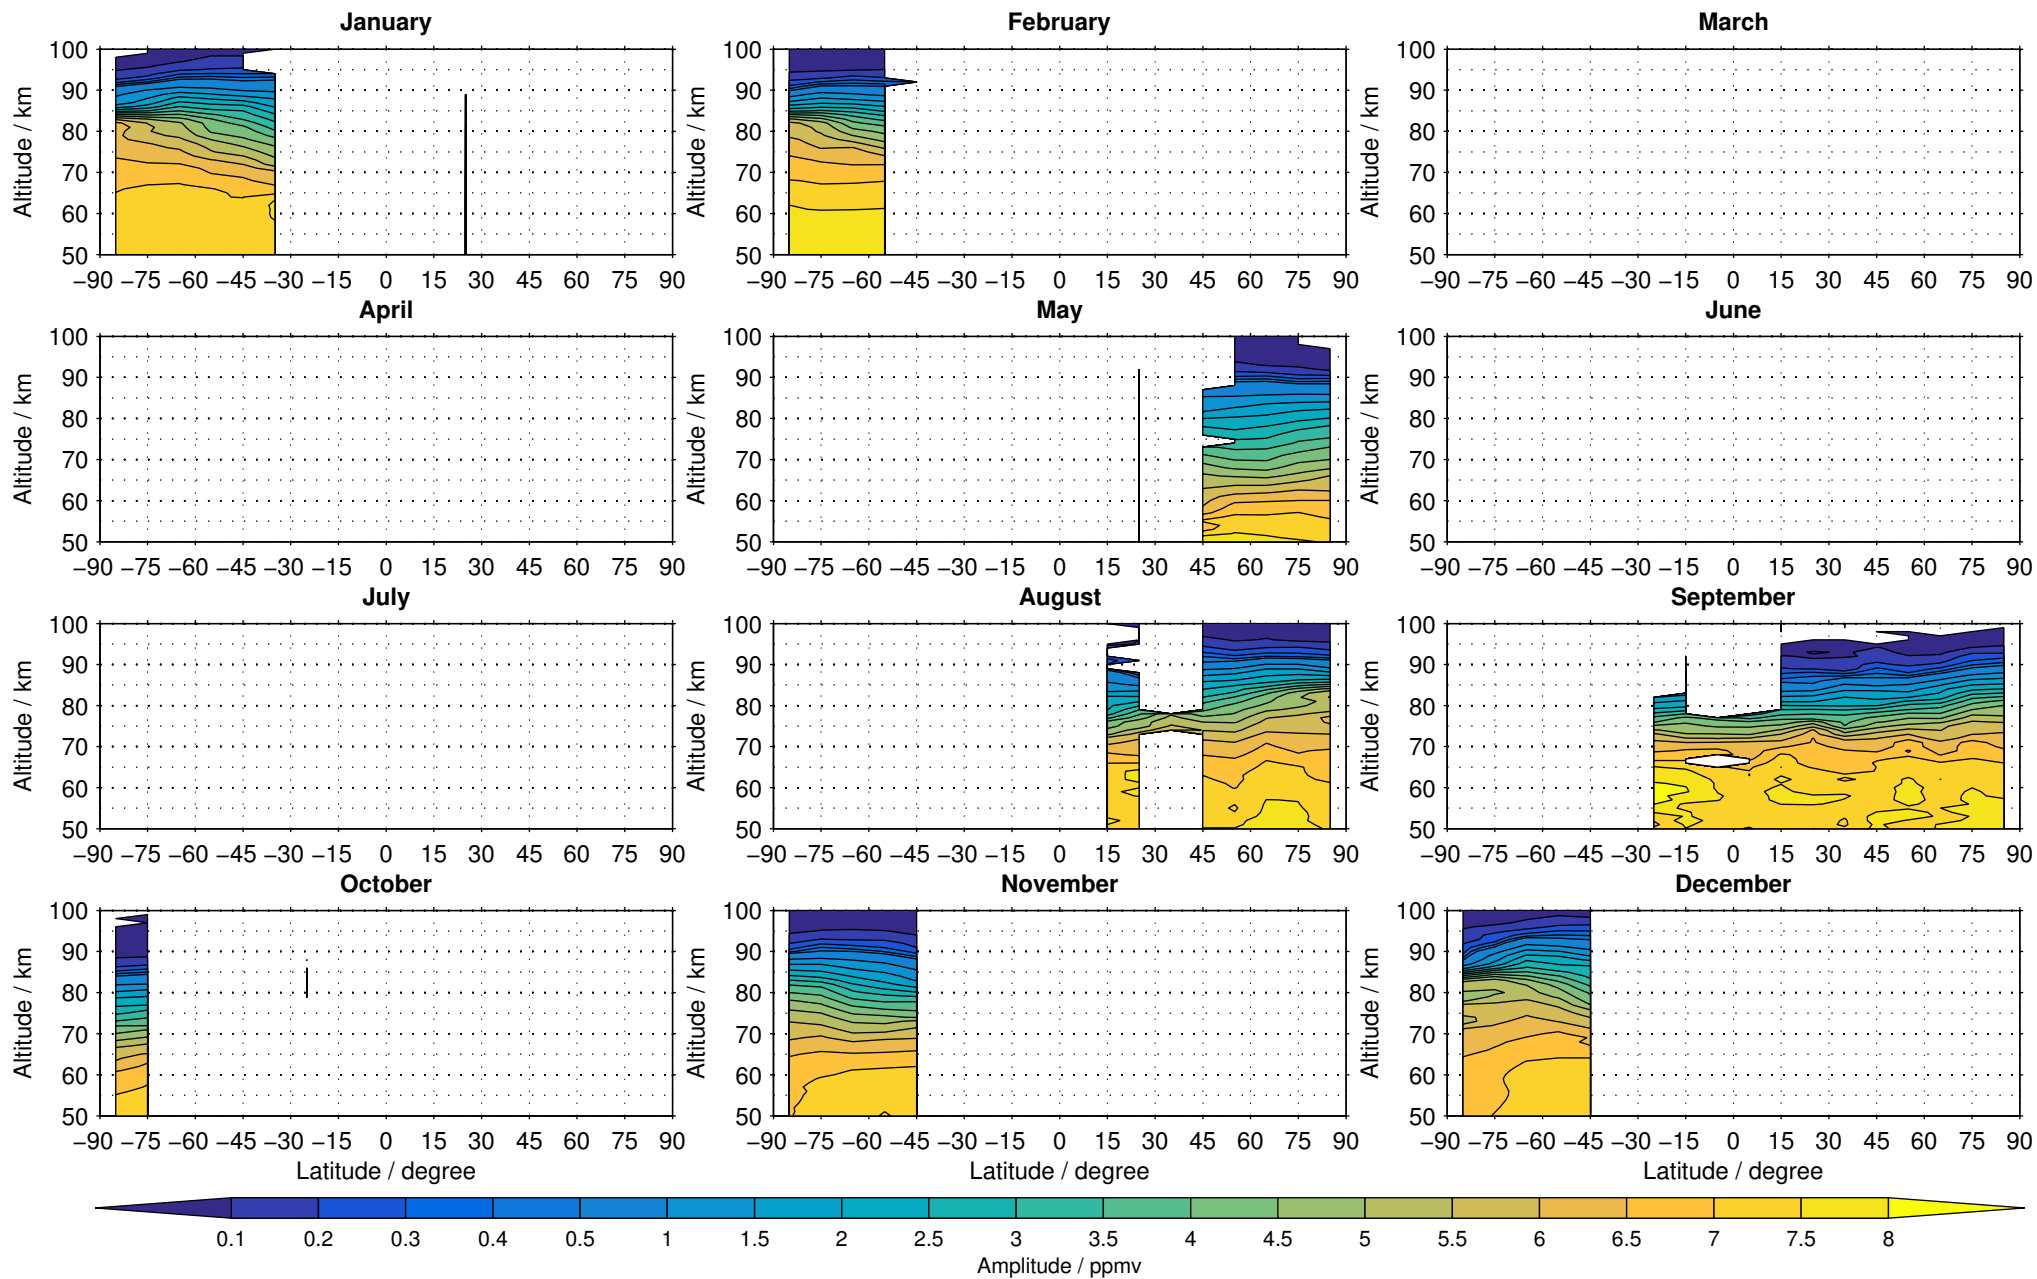 January February March
100 100 100
90 90 90
80 80 80
70 70 70
60 60 60
50 50 50
Altitude / km Altitude / km Altitude / km
−90 −75 −60 −45 −30 −15 0 15 30 45 60 75 90 −90 −75 −60 −45 −30 −15 0 15 30 45 60 75 90 −90 −75 −60 −45 −30 −15 0 15 30 45 60 75 90
April May June
100 100 100
90 90 90
80 80 80
70 70 70
60 60 60
50 50 50
Altitude / km Altitude / km Altitude / km
−90 −75 −60 −45 −30 −15 0 15 30 45 60 75 90 −90 −75 −60 −45 −30 −15 0 15 30 45 60 75 90 −90 −75 −60 −45 −30 −15 0 15 30 45 60 75 90
July August September
100 100 100
90 90 90
80 80 80
70 70 70
60 60 60
50 50 50
Altitude / km Altitude / km Altitude / km
−90 −75 −60 −45 −30 −15 0 15 30 45 60 75 90 −90 −75 −60 −45 −30 −15 0 15 30 45 60 75 90 −90 −75 −60 −45 −30 −15 0 15 30 45 60 75 90
October November December
100 100 100
90 90 90
80 80 80
70 70 70
60 60 60
50 50 50
Altitude / km Altitude / km Altitude / km
−90 −75 −60 −45 −30 −15 0 15 30 45 60 75 90 −90 −75 −60 −45 −30 −15 0 15 30 45 60 75 90 −90 −75 −60 −45 −30 −15 0 15 30 45 60 75 90
Latitude / degree Latitude / degree Latitude / degree
0.1 0.2 0.3 0.4 0.5 1 1.5 2 2.5 3 3.5 4 4.5 5 5.5 6 6.5 7 7.5 8
Amplitude / ppmv